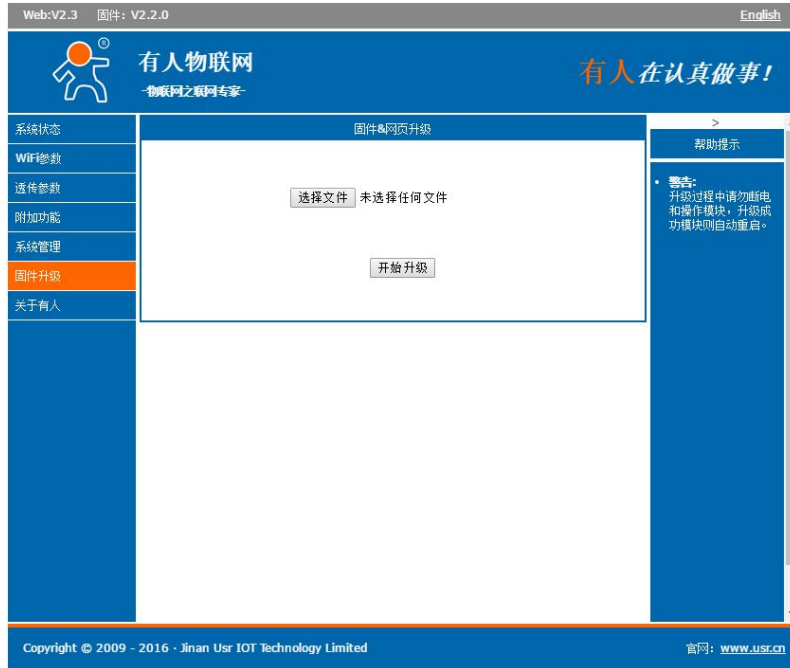 Web:V2.3 固件：V2.2.0 English
®
有人物联网
-物联网之联网专家-
有人在认真做事！
系统状态
WiFi参数
透传参数
附加功能
系统管理
固件升级
关于有人
固件&网页升级
选择文件 未选择任何文件
开始升级
>
帮助提示
• 警告:
升级过程中请勿断电
和操作模块，升级成
功模块则自动重启。
Copyright © 2009 - 2016 · Jinan Usr IOT Technology Limited 官网：www.usr.cn